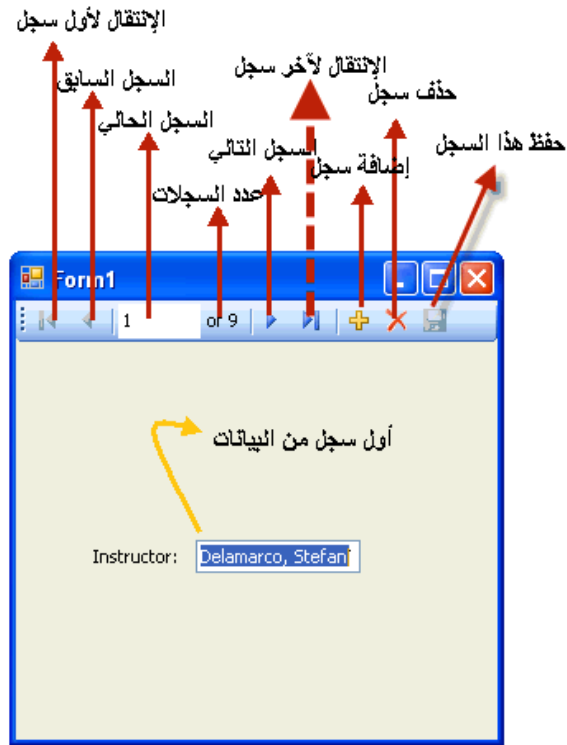 الإنتقال لأول سجل
السجل السابق
السجل الحالي
الإنتقال لآخر سجل
السجل التالي
عدد السجلات
إضافة سجل
حذف سجل
حفظ هذا السجل
Form1
1
of 9
أول سجل من البيانات
Instructor:
Delamarco, Stefani